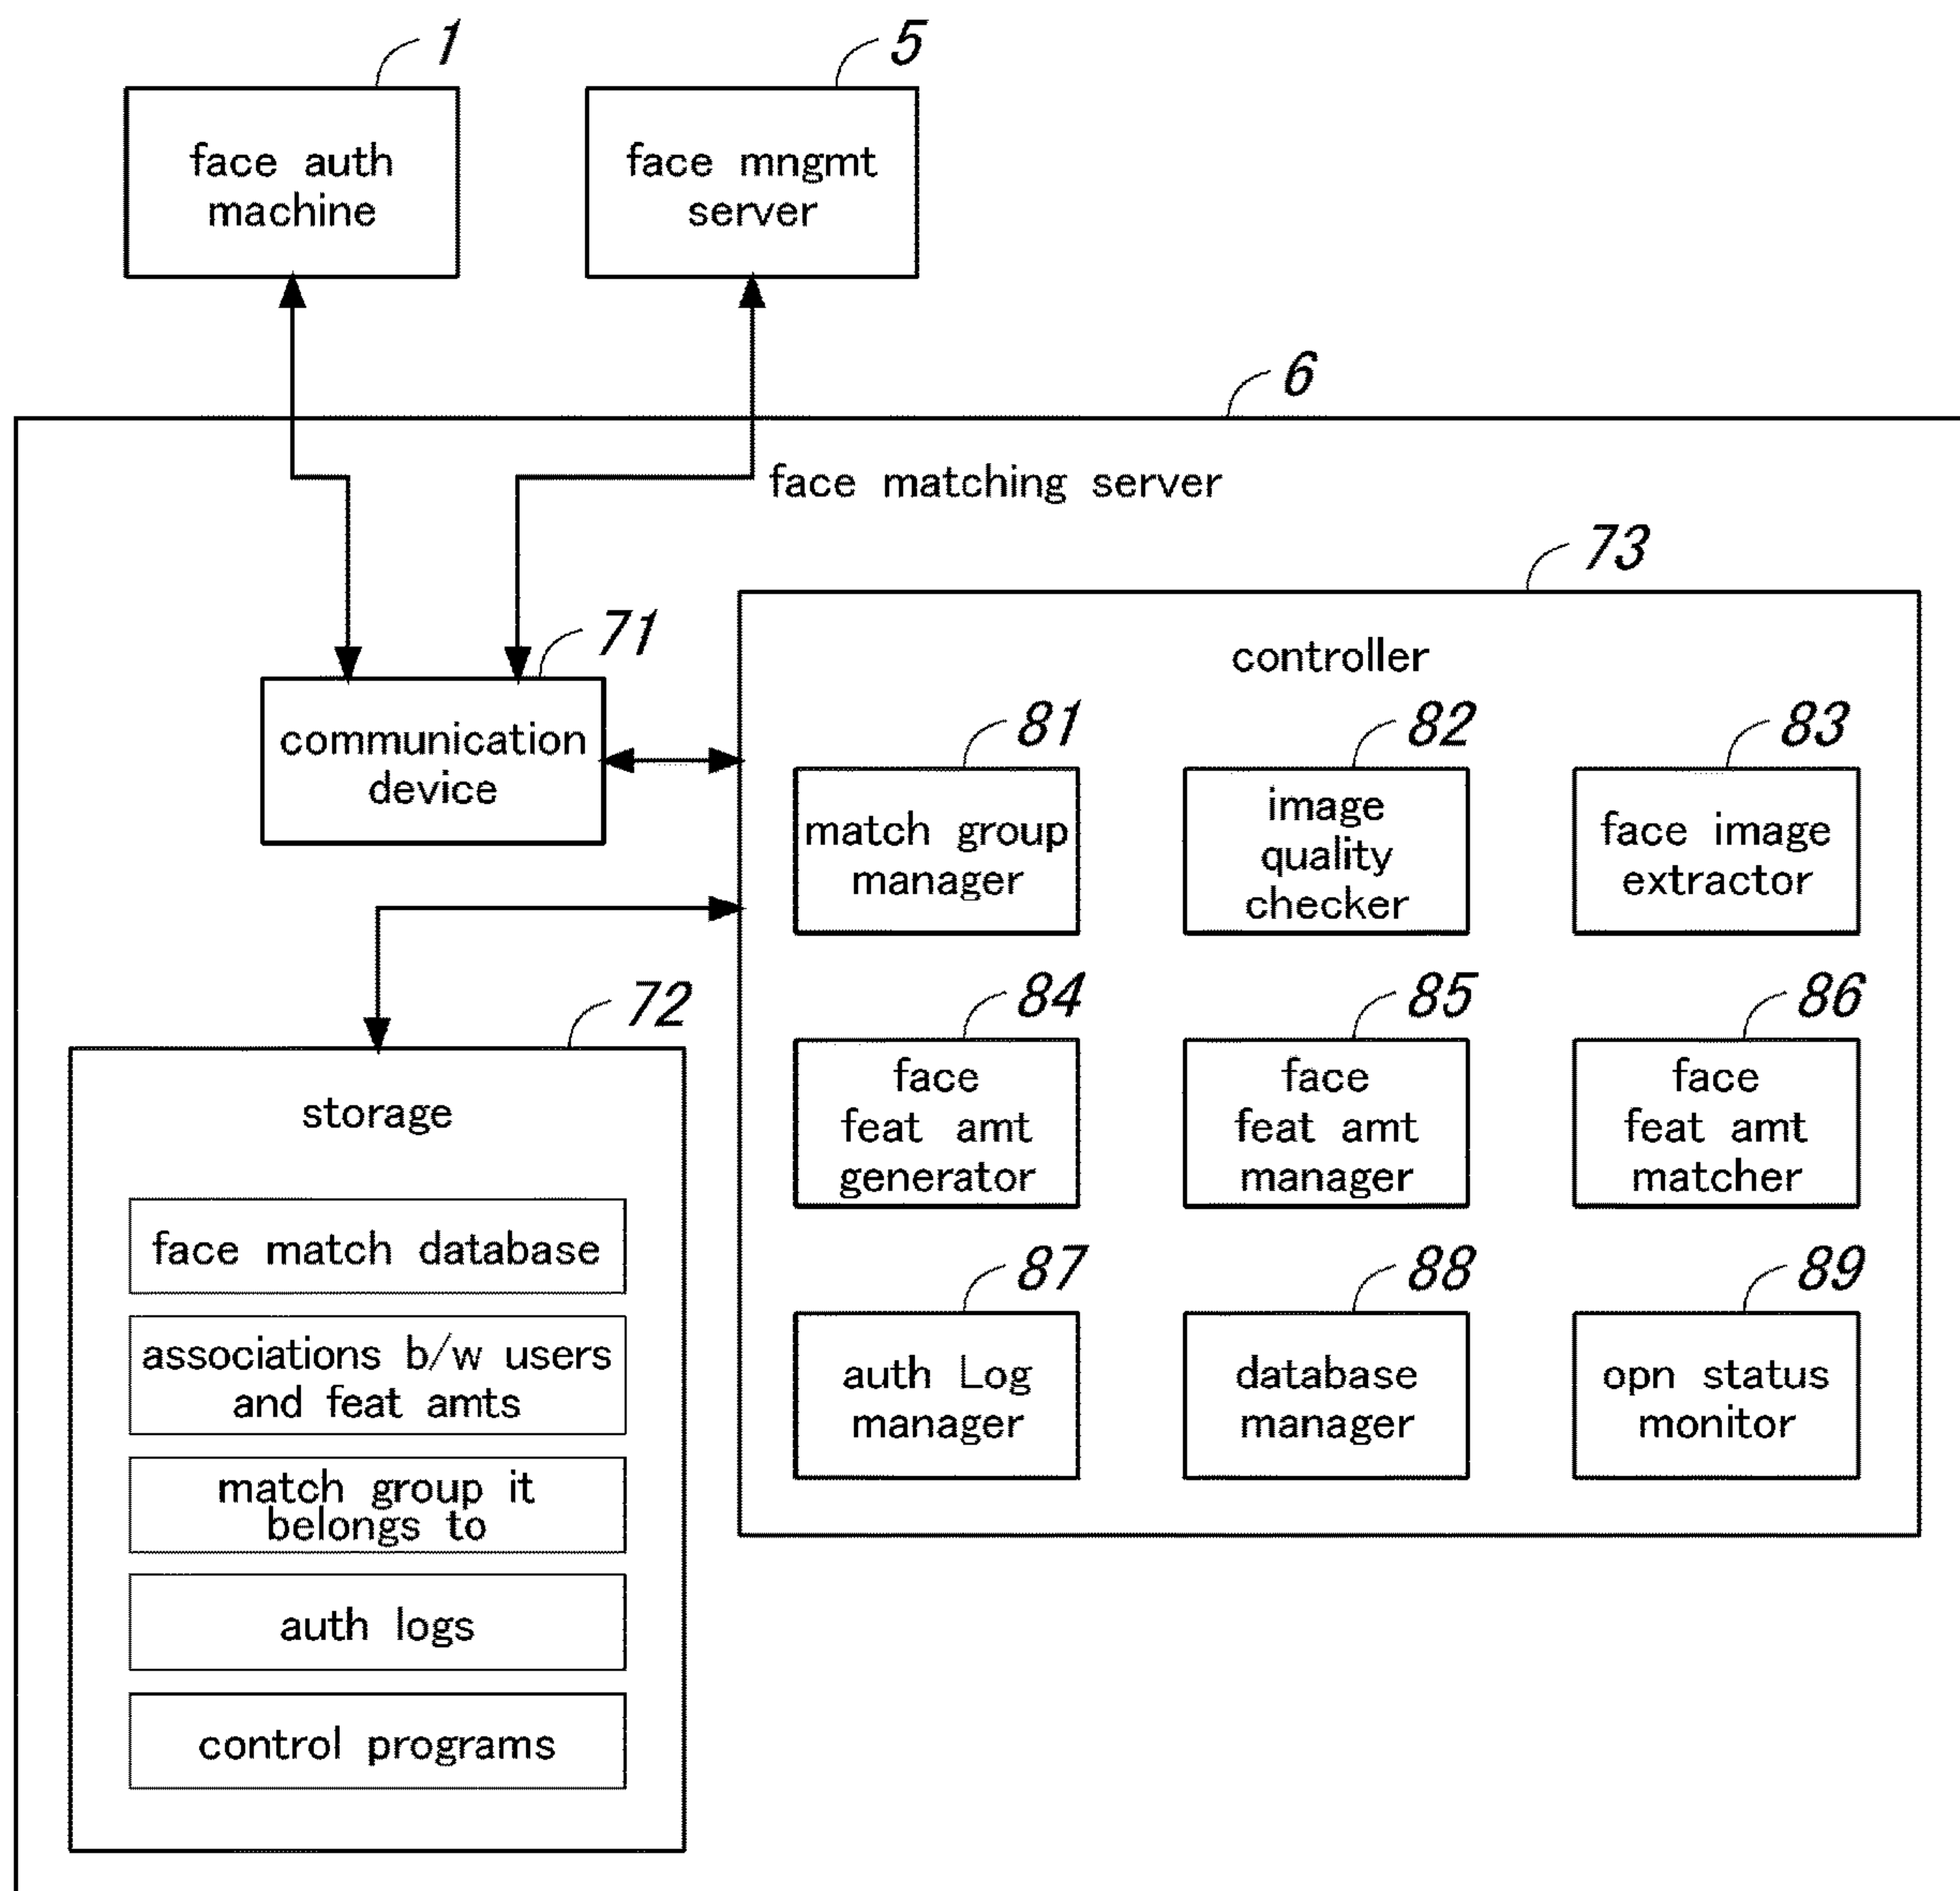 1
5
face auth
machine
face mngmt
server
6
face matching server
73
71
controller
communication
device
81
82
83
match group
manager
image
quality
checker
face image
extractor
84
85
86
face
feat amt
generator
face
feat amt
manager
face
feat amt
matcher
87
88
89
auth Log
manager
database
manager
opn status
monitor
72
storage
face match database
associations b/w users
and feat amts
match group it
belongs to
auth logs
control programs